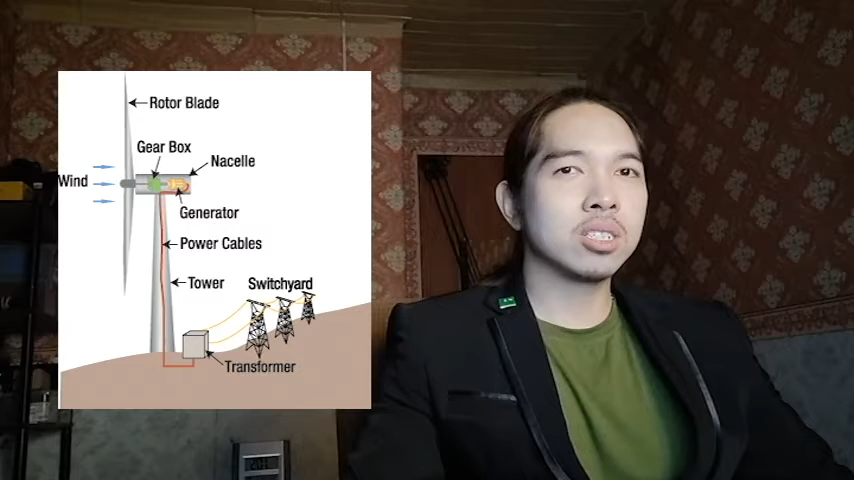 Rotor Blade
Gear Box
Nacelle
Wind
Generator
Power Cables
Tower
Switchyard
Transformer